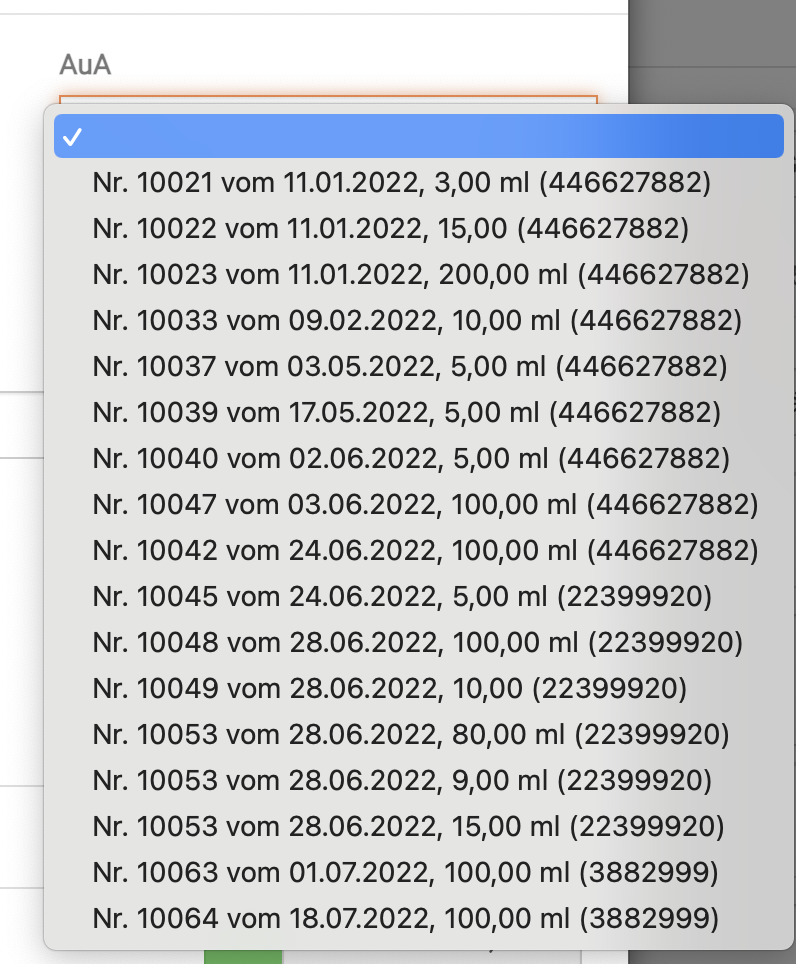 AuA
Nr. 10021 vom 11.01.2022, 3,00 ml (446627882)
Nr. 10022 vom 11.01.2022, 15,00 (446627882)
Nr. 10023 vom 11.01.2022, 200,00 ml (446627882)
Nr. 10033 vom 09.02.2022, 10,00 ml (446627882)
Nr. 10037 vom 03.05.2022, 5,00 ml (446627882)
Nr. 10039 vom 17.05.2022, 5,00 ml (446627882)
Nr. 10040 vom 02.06.2022, 5,00 ml (446627882)
Nr. 10047 vom 03.06.2022, 100,00 ml (446627882)
Nr. 10042 vom 24.06.2022, 100,00 ml (446627882)
Nr. 10045 vom 24.06.2022, 5,00 ml (22399920)
Nr. 10048 vom 28.06.2022, 100,00 ml (22399920)
Nr. 10049 vom 28.06.2022, 10,00 (22399920)
Nr. 10053 vom 28.06.2022, 80,00 ml (22399920)
Nr. 10053 vom 28.06.2022, 9,00 ml (22399920)
Nr. 10053 vom 28.06.2022, 15,00 ml (22399920)
Nr. 10063 vom 01.07.2022, 100,00 ml (3882999)
Nr. 10064 vom 18.07.2022, 100,00 ml (3882999)